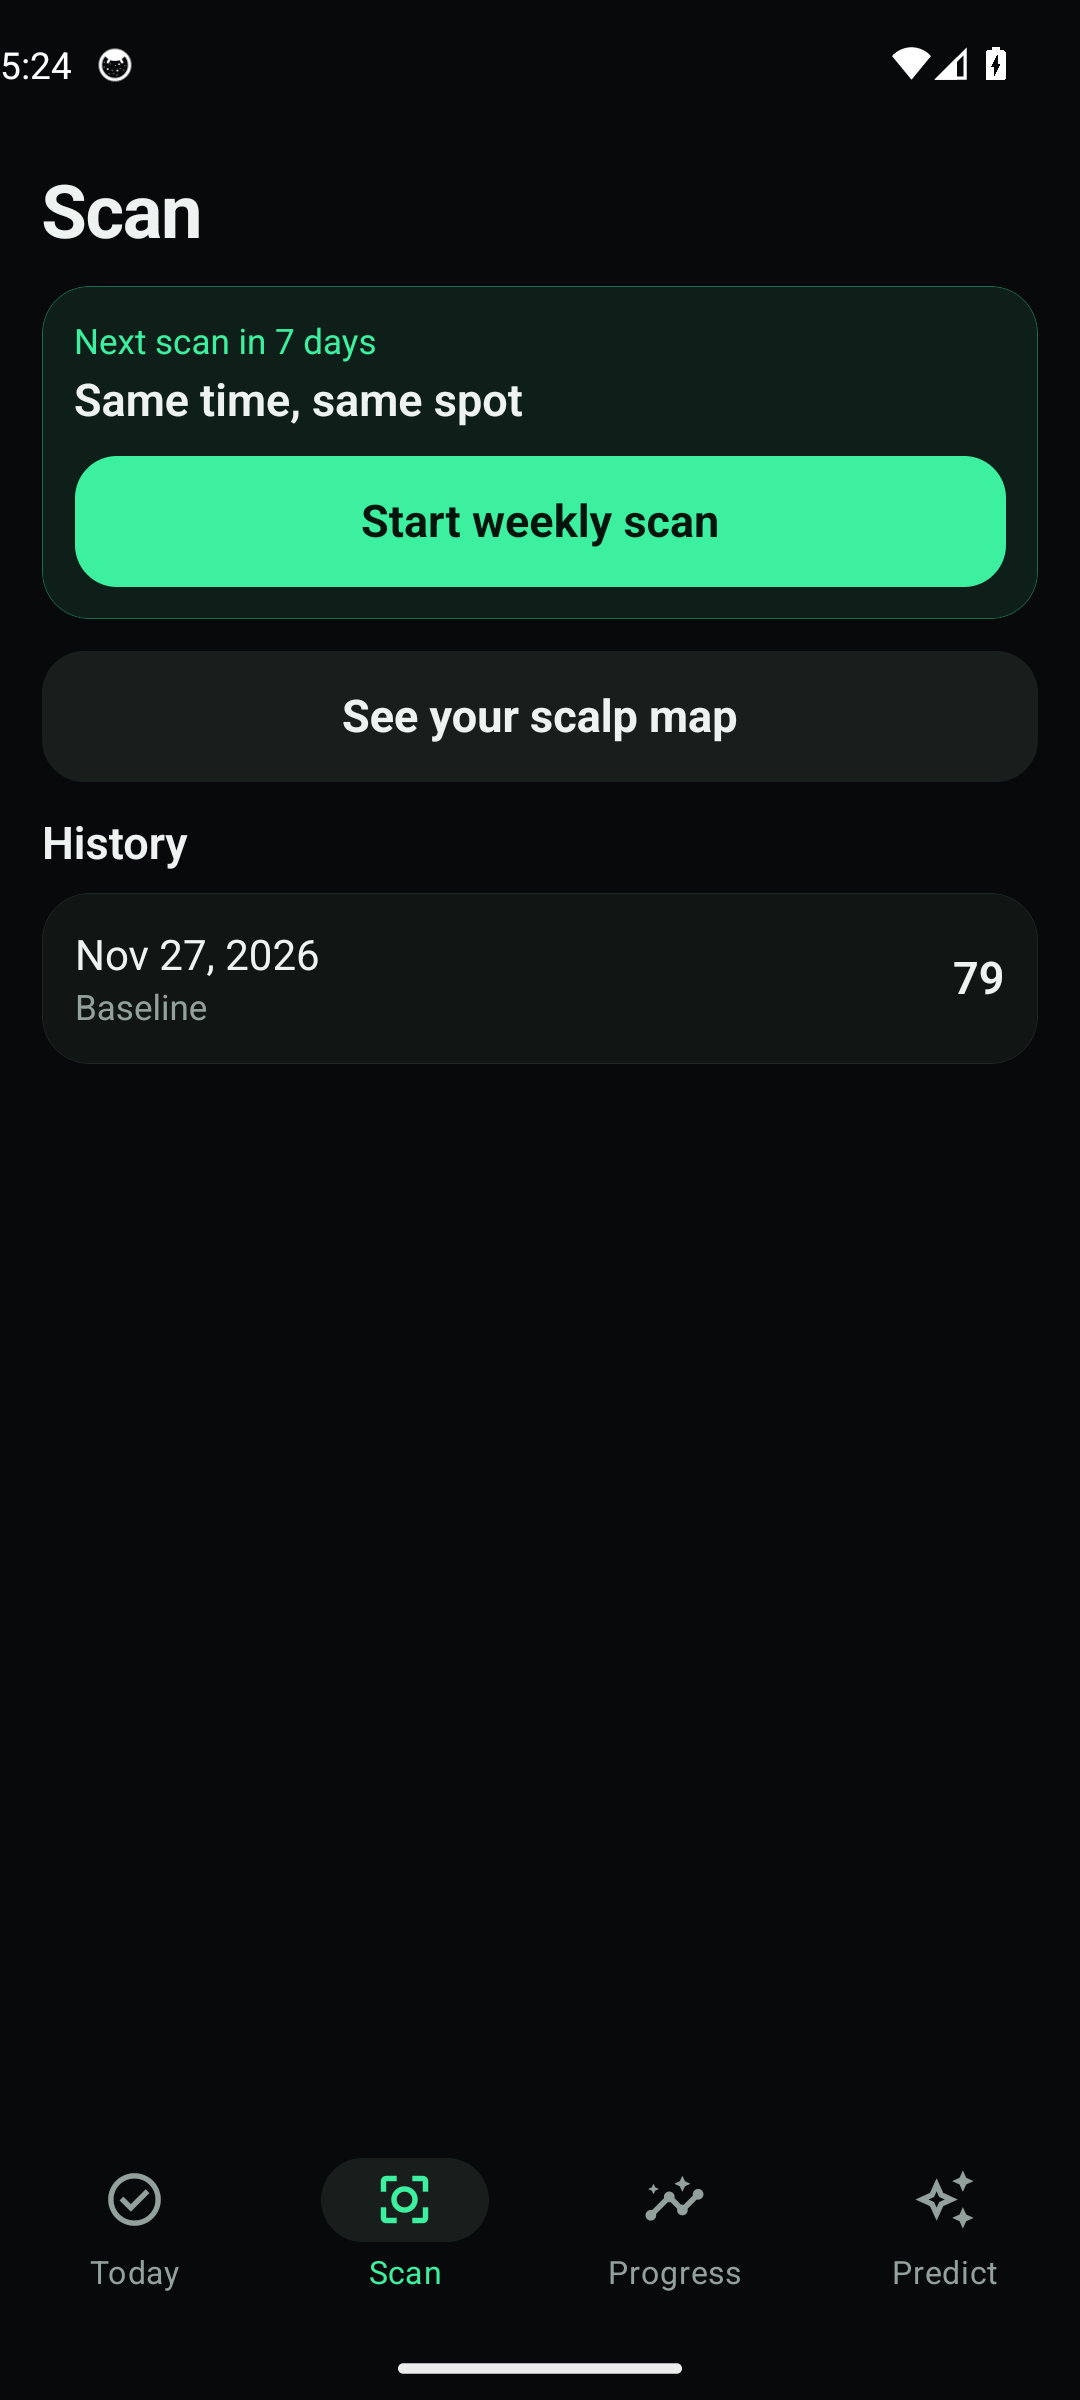 5:24
Scan
Next scan in 7 days
Same time, same spot
Start weekly scan
See your scalp map
History
Nov 27, 2026
Baseline
79
Today
Scan
Progress
Predict